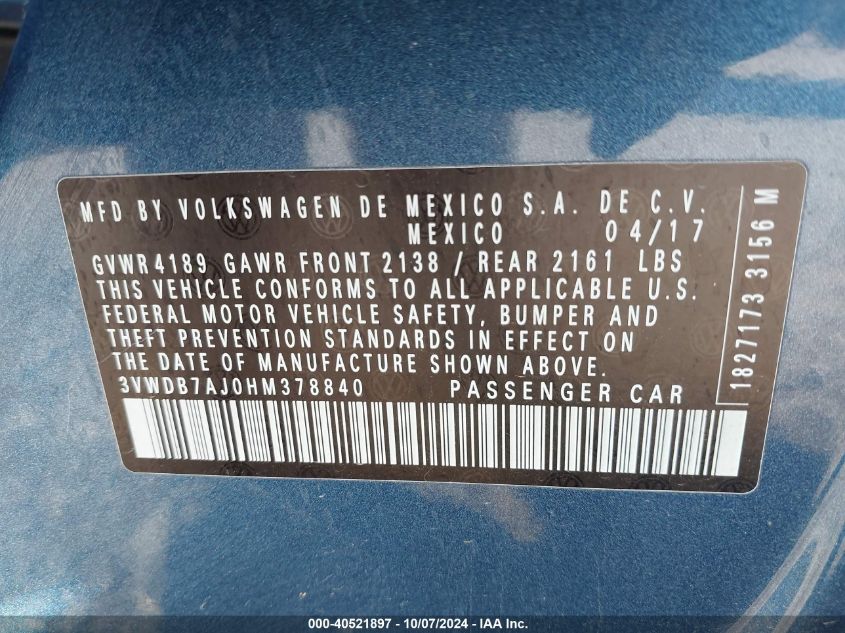 MFD BY VOLKSWAGEN DE MEXICO S.A. DE C.V.
MEXICO 04/17
GVWR 4189 GAWR FRONT 2138 / REAR 2161 LBS
THIS VEHICLE CONFORMS TO ALL APPLICABLE U.S.
FEDERAL MOTOR VEHICLE SAFETY, BUMPER AND
THEFT PREVENTION STANDARDS IN EFFECT ON
THE DATE OF MANUFACTURE SHOWN ABOVE.
3VWDB7AJ0HM378840 PASSENGER CAR
1827173 3156 M
000-40521897 - 10/07/2024 - IAA Inc.